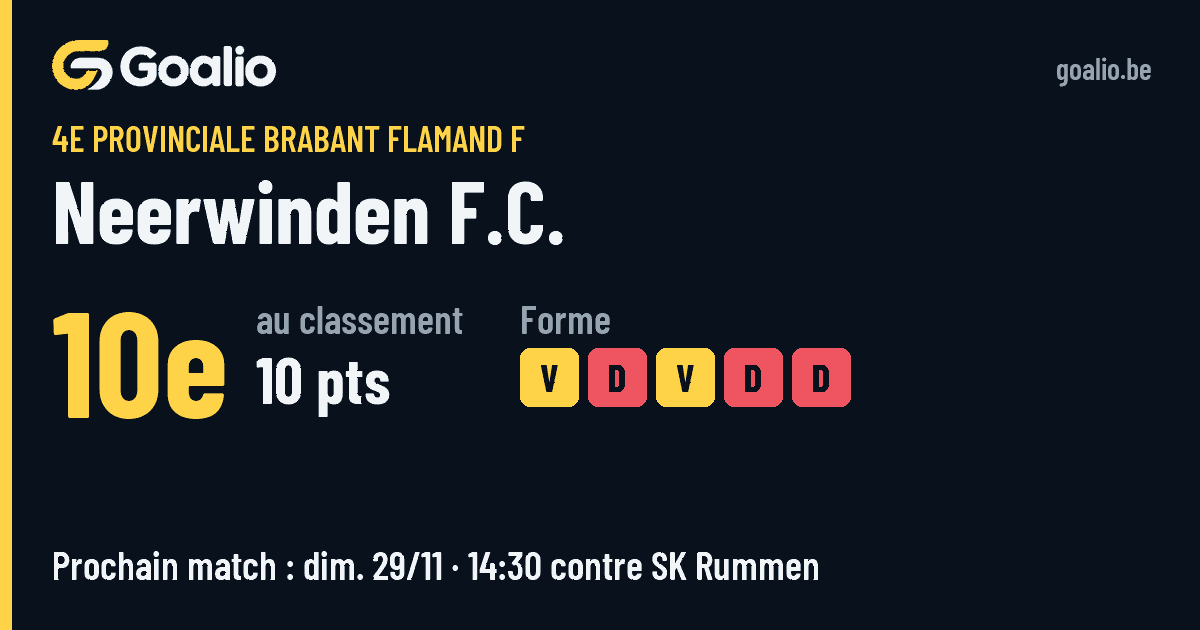 Goalio
goalio.be
4E PROVINCIALE BRABANT FLAMAND F
Neerwinden F.C.
10e
au classement
10 pts
Forme
V D V D D
Prochain match : dim. 29/11 · 14:30 contre SK Rummen